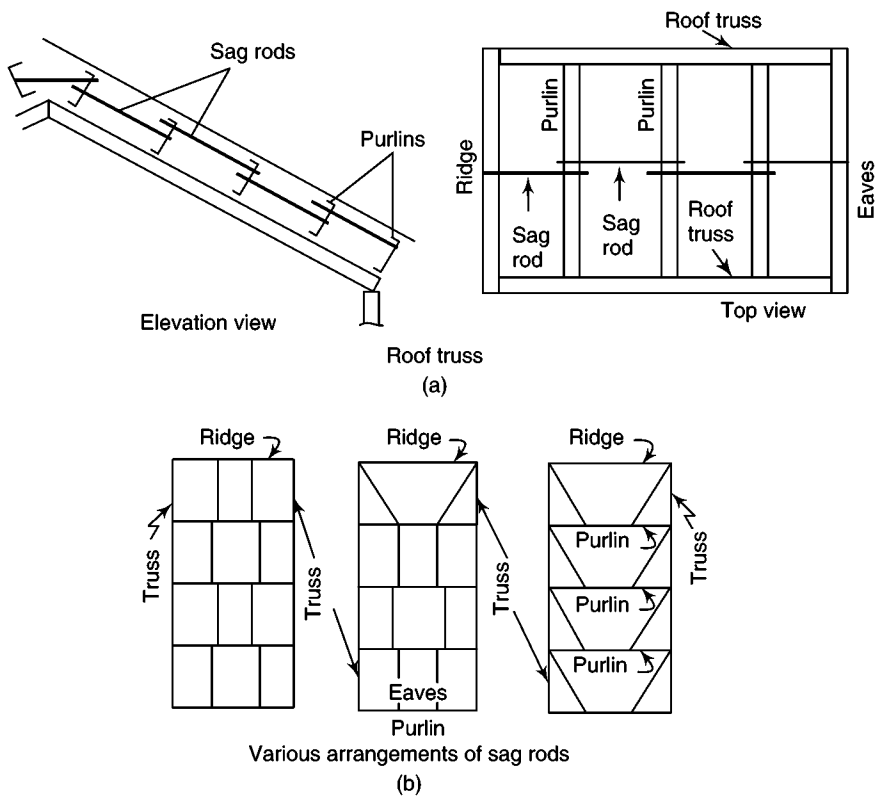 Sag rods
Purlins
Elevation view
Roof truss
Purlin
Purlin
Ridge
Eaves
Sag
rod
Sag
rod
Roof
truss
Top view
Roof truss
(a)
Ridge
Truss
Truss
Ridge
Eaves
Purlin
Truss
Ridge
Purlin
Purlin
Purlin
Truss
Various arrangements of sag rods
(b)